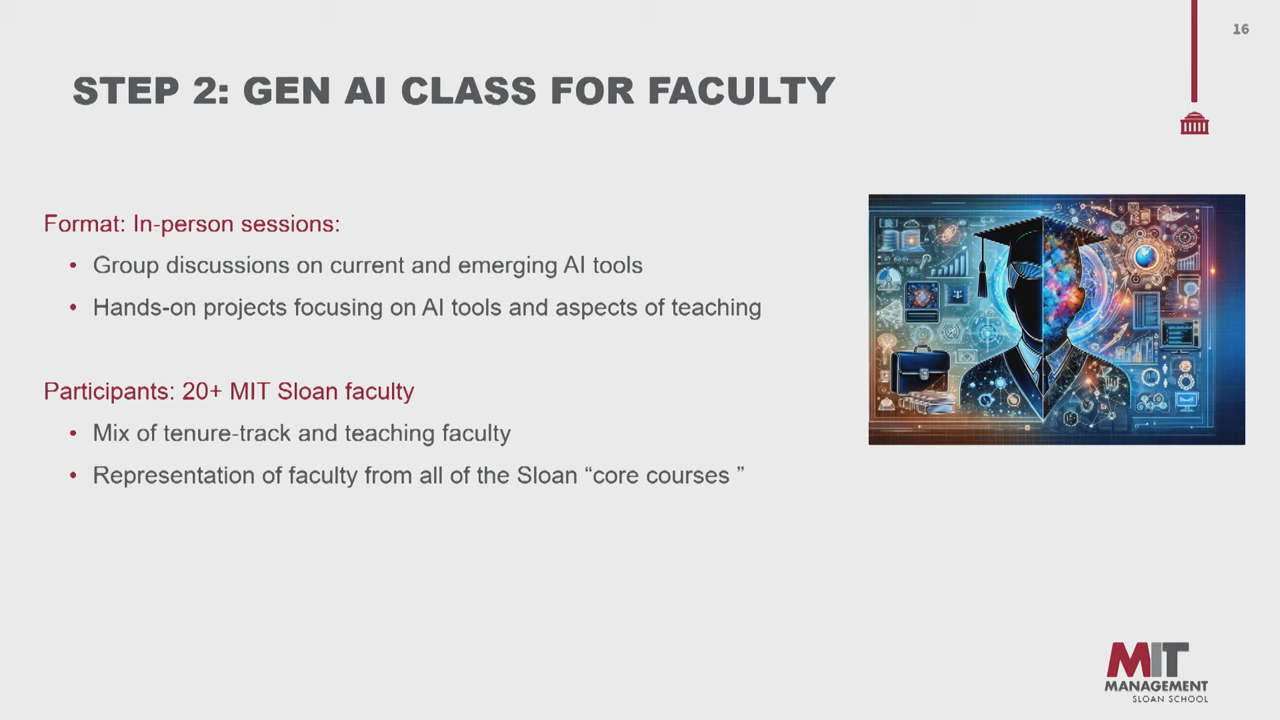 16
STEP 2: GEN AI CLASS FOR FACULTY
Format: In-person sessions:
• Group discussions on current and emerging AI tools
• Hands-on projects focusing on AI tools and aspects of teaching
Participants: 20+ MIT Sloan faculty
• Mix of tenure-track and teaching faculty
• Representation of faculty from all of the Sloan “core courses ”
MIT
MANAGEMENT
SLOAN SCHOOL